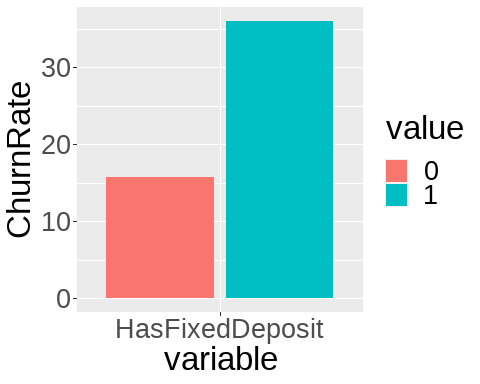 ChurnRate
30
20
10
0
HasFixedDeposit
variable
value
0
1